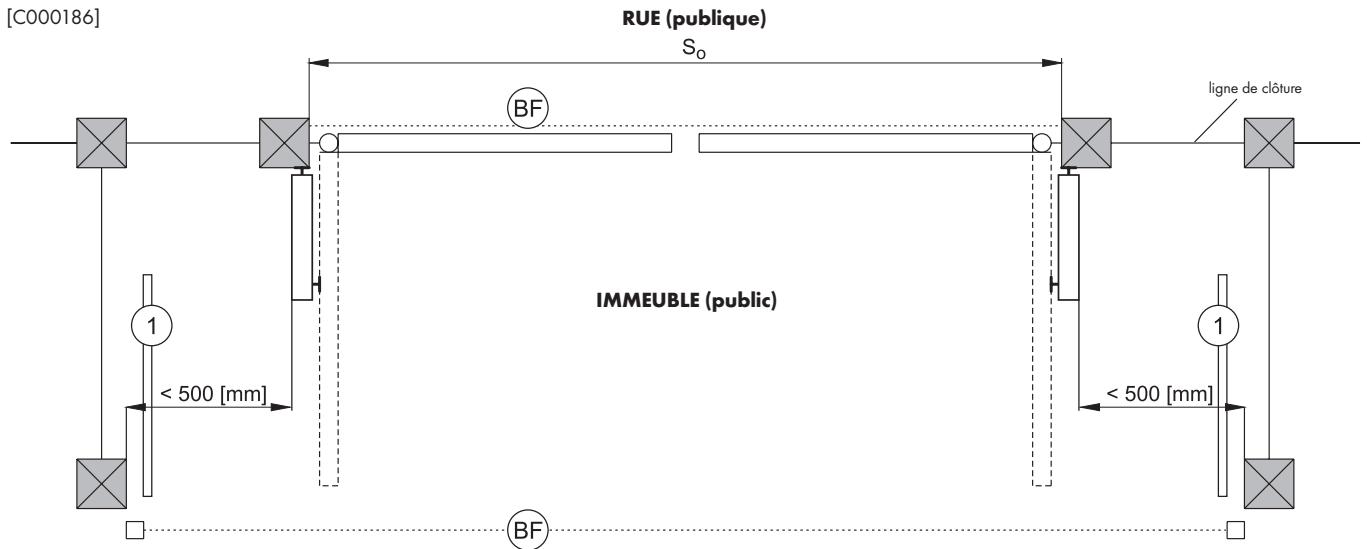 [C000186]
RUE (publique)
So
BF
ligne de clôture
IMMEUBLE (public)
1
1
< 500 [mm]
< 500 [mm]
BF